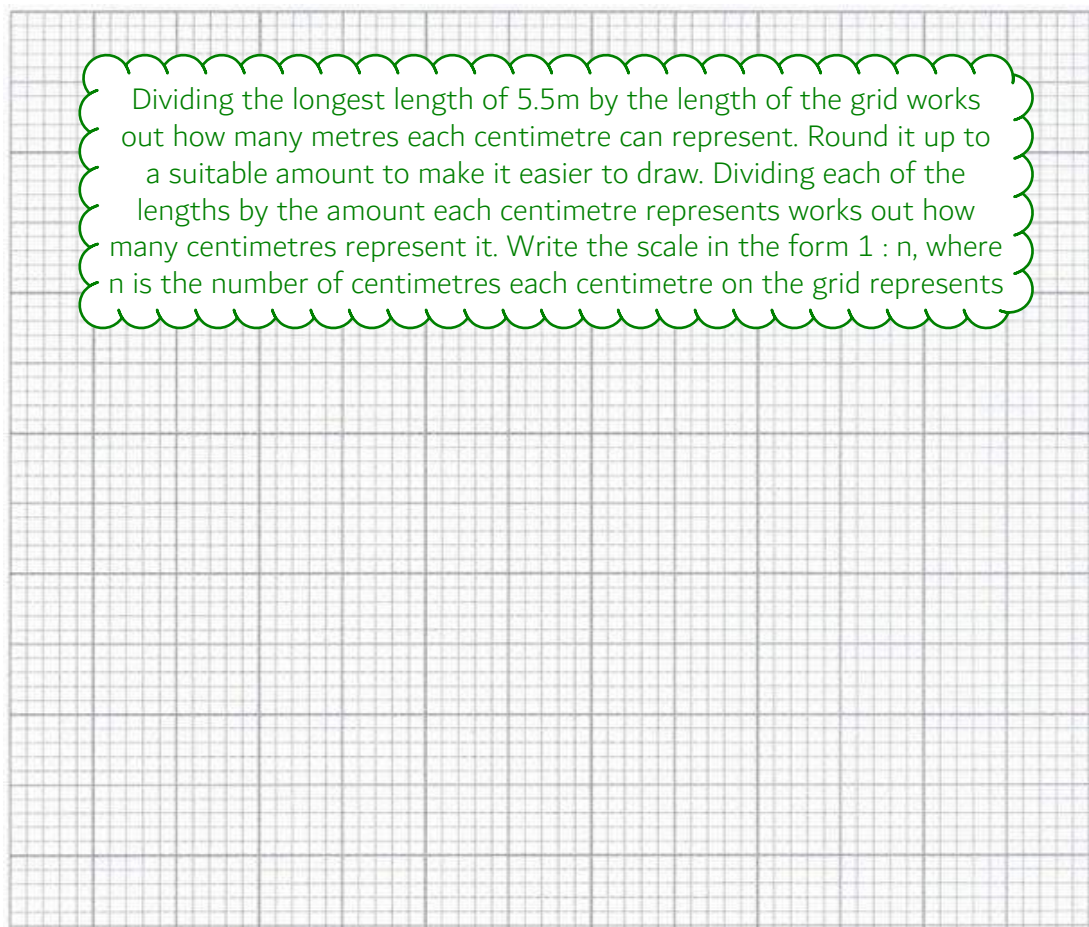 Dividing the longest length of 5.5m by the length of the grid works
out how many metres each centimetre can represent. Round it up to
a suitable amount to make it easier to draw. Dividing each of the
lengths by the amount each centimetre represents works out how
many centimetres represent it. Write the scale in the form 1 : n, where
n is the number of centimetres each centimetre on the grid represents